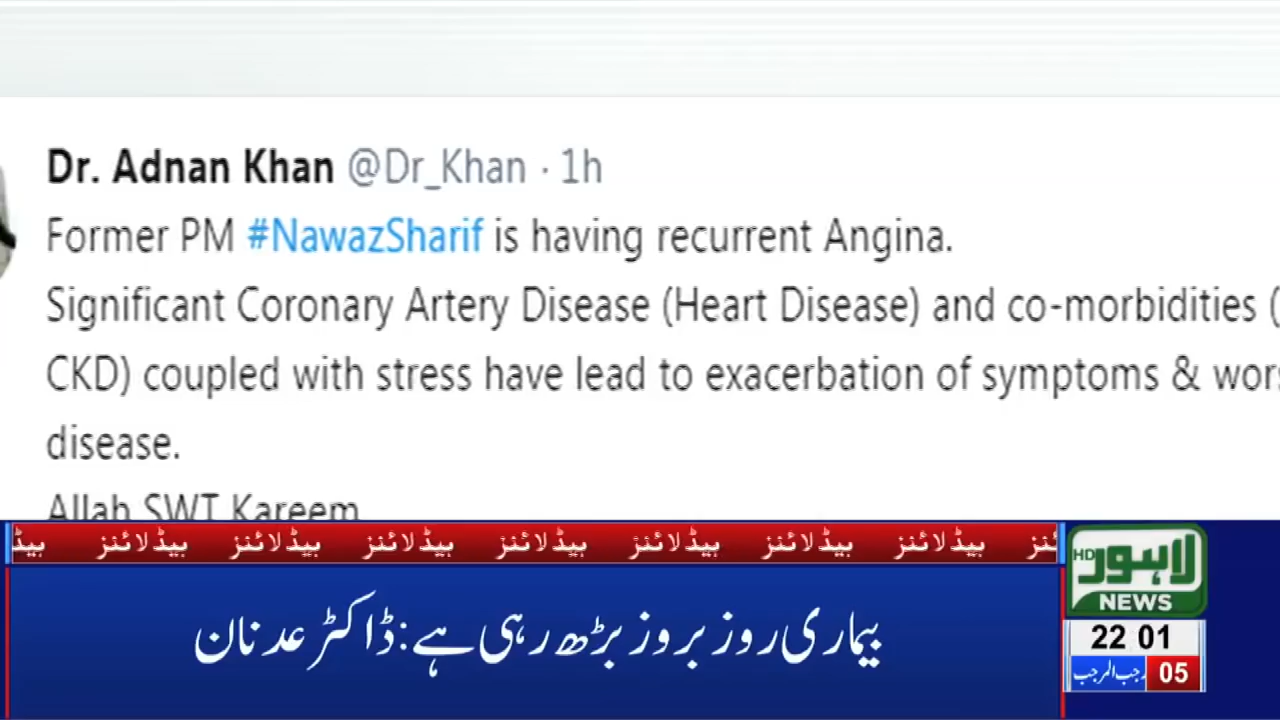 Dr. Adnan Khan @Dr_Khan · 1h
Former PM #NawazSharif is having recurrent Angina.
Significant Coronary Artery Disease (Heart Disease) and co-morbidities (
CKD) coupled with stress have lead to exacerbation of symptoms &
disease.
Allah SWT Kareem
ہیڈلائنز ہیڈلائنز ہیڈلائنز ہیڈلائنز ہیڈلائنز ہیڈلائنز ہیڈلائنز
بیماری روز بروز بڑھ رہی ہے: ڈاکٹر عدنان
لاہور HD
NEWS
22 01
رجب المرجب 05